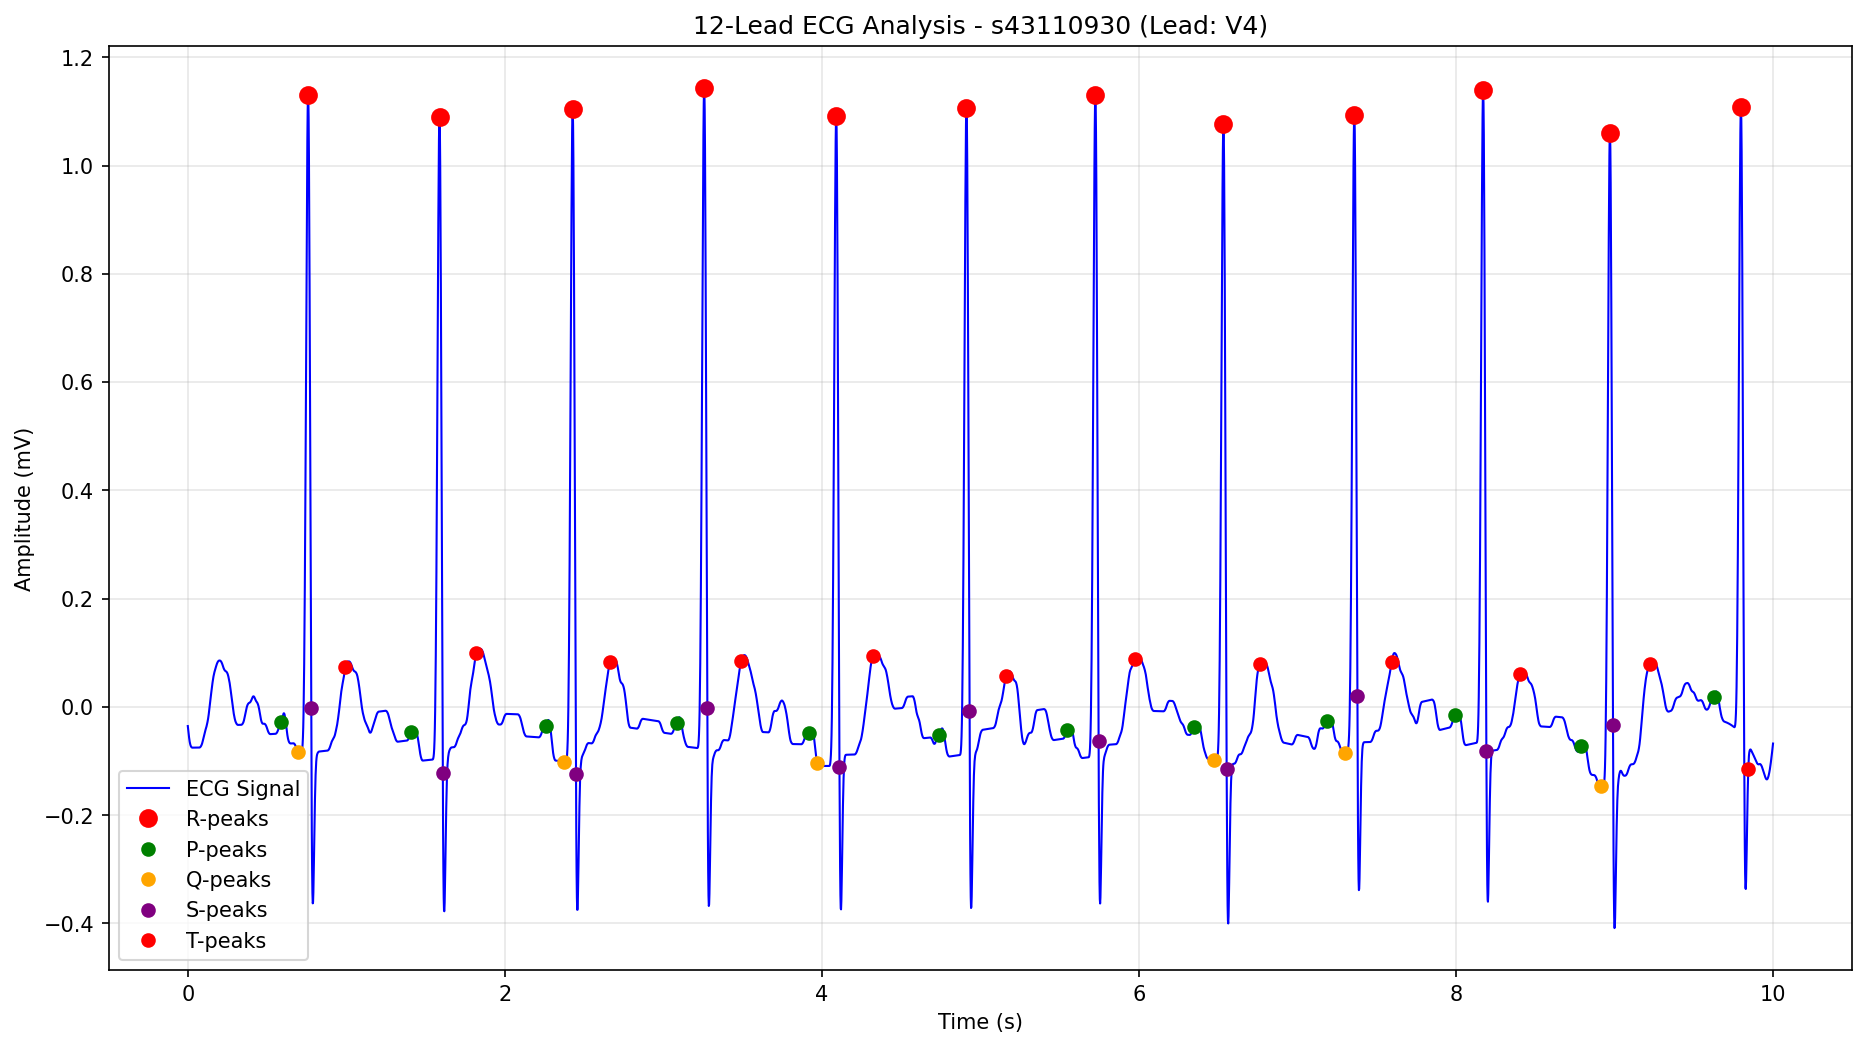 12-Lead ECG Analysis - s43110930 (Lead: V4)
Amplitude (mV)
1.2
1.0
0.8
0.6
0.4
0.2
0.0
−0.2
−0.4
ECG Signal
R-peaks
P-peaks
Q-peaks
S-peaks
T-peaks
0 2 4 6 8 10
Time (s)